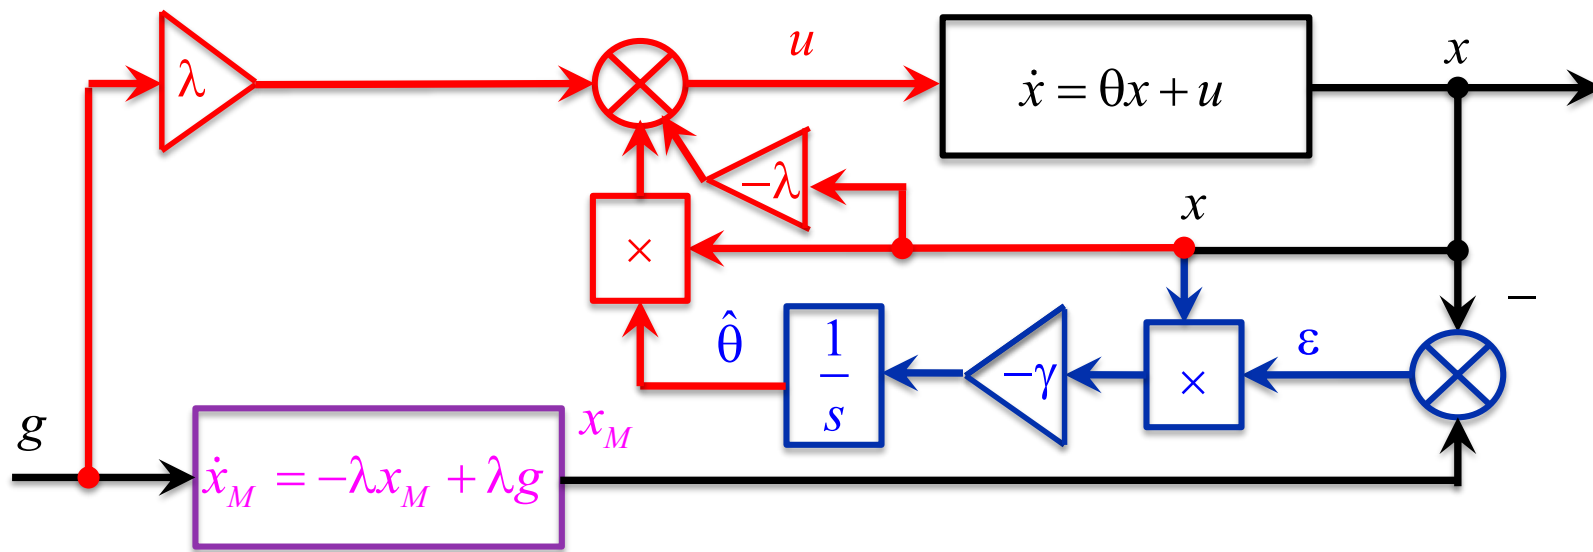 λ
u
ẋ = θx + u
x
−λ
x
×
−
θ̂
1
s
−γ
×
ε
g
ẋ_M = −λx_M + λg
x_M